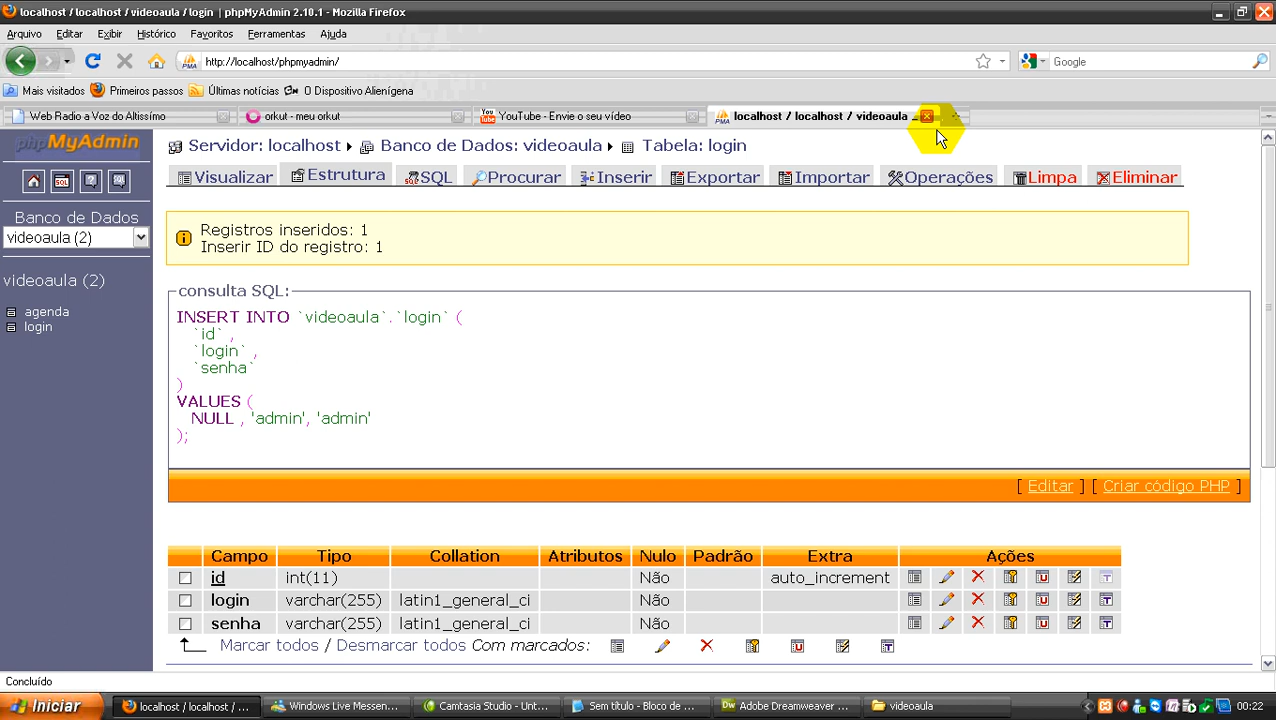 localhost / localhost / videoaula / login | phpMyAdmin 2.10.1 - Mozilla Firefox
Arquivo Editar Exibir Histórico Favoritos Ferramentas Ajuda
http://localhost/phpmyadmin/
Google
Mais visitados Primeiros passos Últimas notícias O Dispositivo Alienígena
Web Radio a Voz do Altíssimo
orkut - meu orkut
YouTube - Envie o seu vídeo
localhost / localhost / videoaula ...
phpMyAdmin
Banco de Dados
videoaula (2)
videoaula (2)
agenda
login
Servidor: localhost Banco de Dados: videoaula Tabela: login
Visualizar Estrutura SQL Procurar Inserir Exportar Importar Operações Limpa Eliminar
Registros inseridos: 1
Inserir ID do registro: 1
consulta SQL:
INSERT INTO `videoaula`.`login` (
`id` ,
`login` ,
`senha`
)
VALUES (
NULL , 'admin', 'admin'
);
[ Editar ] [ Criar código PHP ]
Campo Tipo Collation Atributos Nulo Padrão Extra Ações
id int(11) Não auto_increment
login varchar(255) latin1_general_ci Não
senha varchar(255) latin1_general_ci Não
Marcar todos / Desmarcar todos Com marcados:
Concluído
Iniciar
localhost / localhost / ...
Windows Live Messen...
Camtasia Studio - Unt...
Sem título - Bloco de ...
Adobe Dreamweaver ...
videoaula
00:22